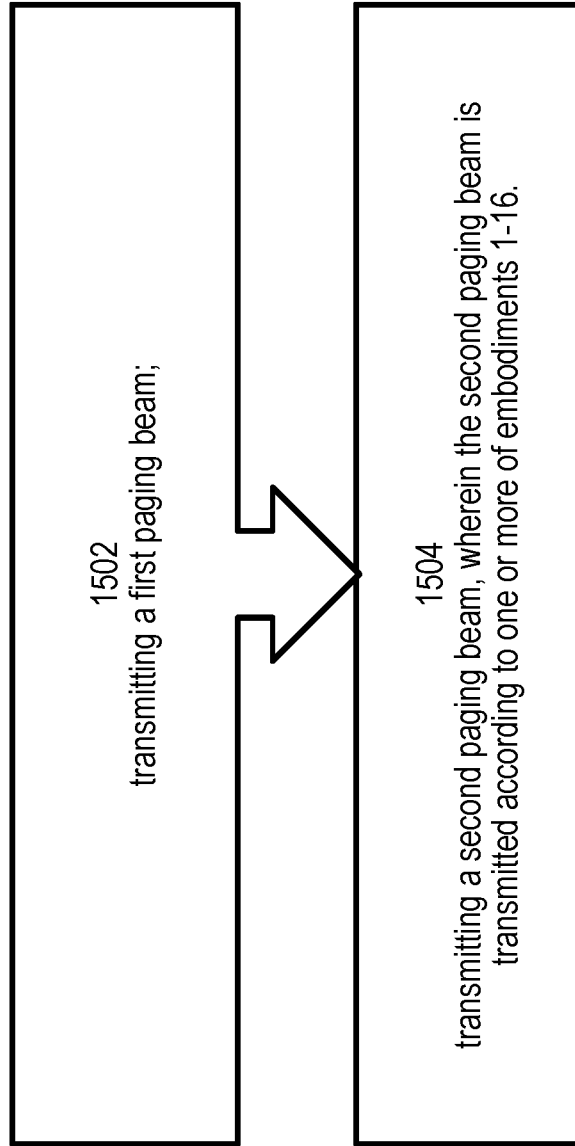 1502
transmitting a first paging beam;
1504
transmitting a second paging beam, wherein the second paging beam is
transmitted according to one or more of embodiments 1-16.